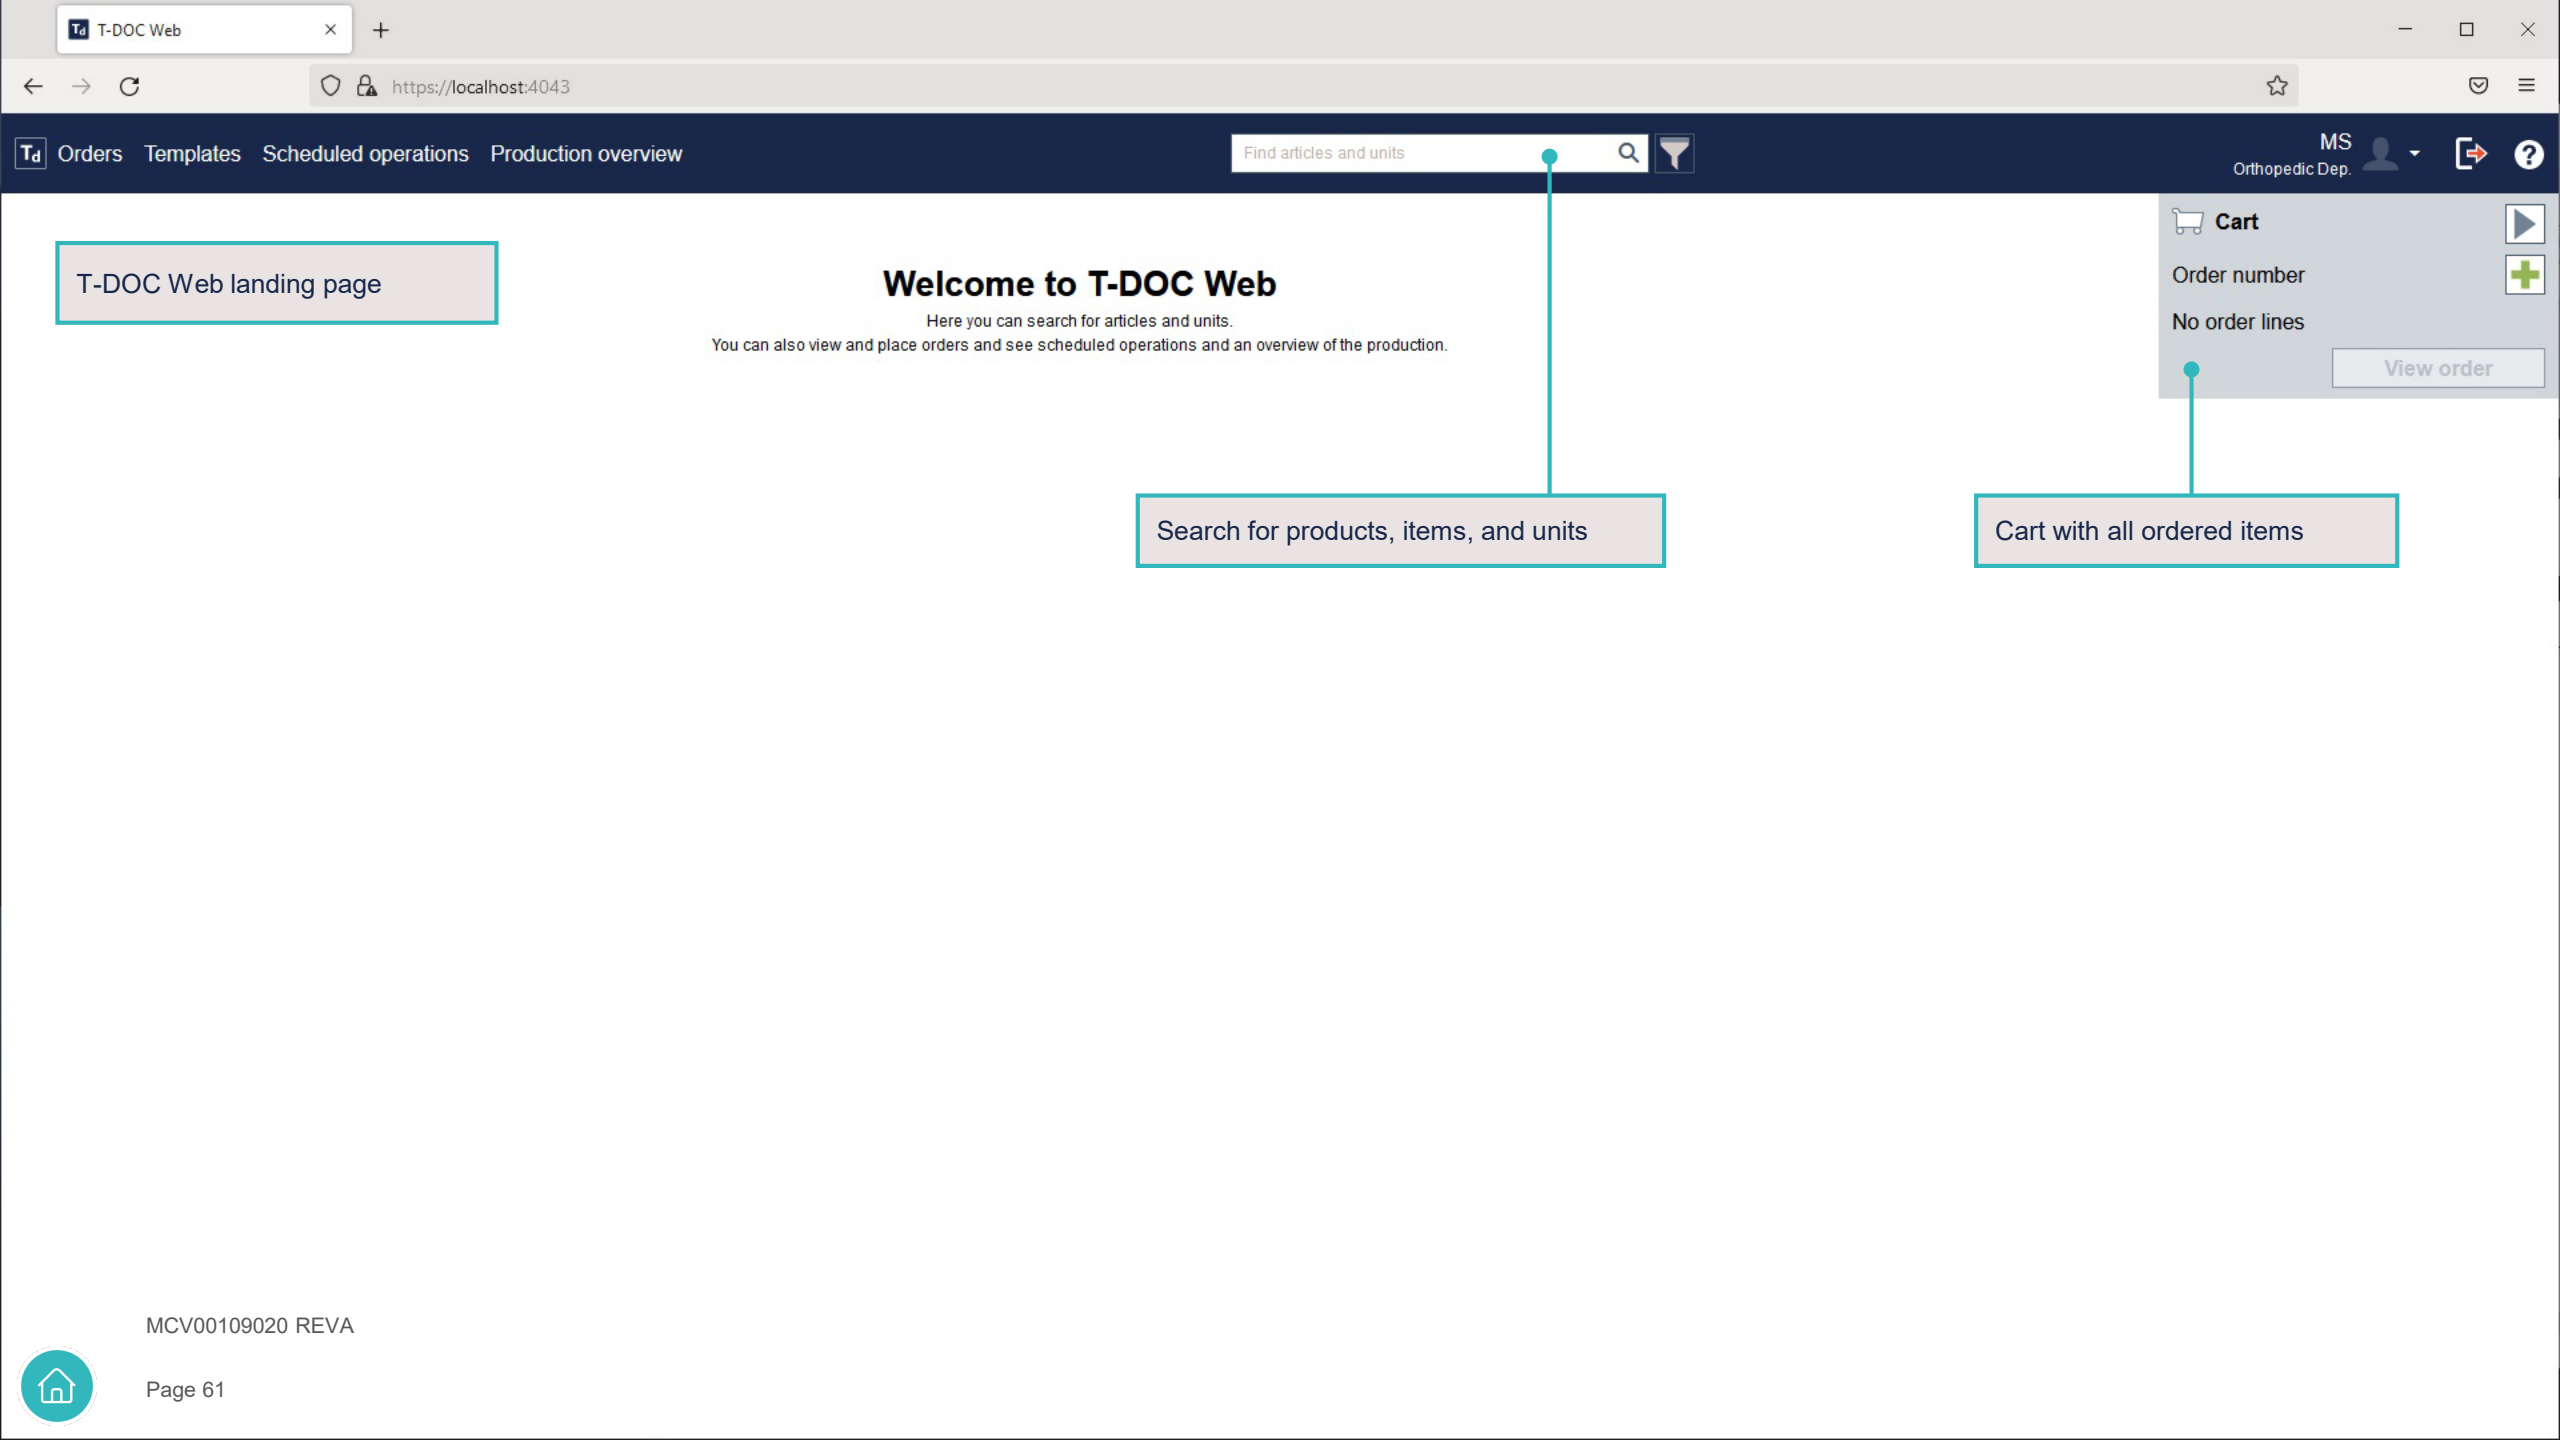 Td T-DOC Web
https://localhost:4043
Td Orders Templates Scheduled operations Production overview
Find articles and units
MS
Orthopedic Dep.
Cart
Order number
No order lines
View order
T-DOC Web landing page
Welcome to T-DOC Web
Here you can search for articles and units.
You can also view and place orders and see scheduled operations and an overview of the production.
Search for products, items, and units
Cart with all ordered items
MCV00109020 REVA
Page 61